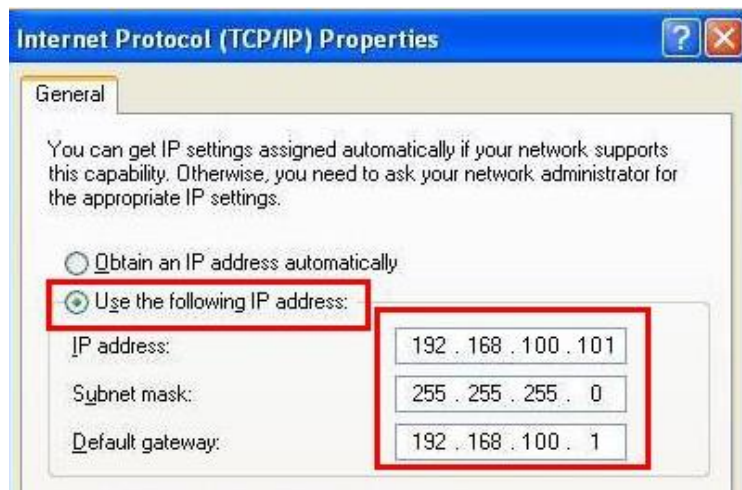 Internet Protocol (TCP/IP) Properties
General
You can get IP settings assigned automatically if your network supports
this capability. Otherwise, you need to ask your network administrator for
the appropriate IP settings.
Obtain an IP address automatically
Use the following IP address:
IP address: 192 . 168 . 100 . 101
Subnet mask: 255 . 255 . 255 . 0
Default gateway: 192 . 168 . 100 . 1